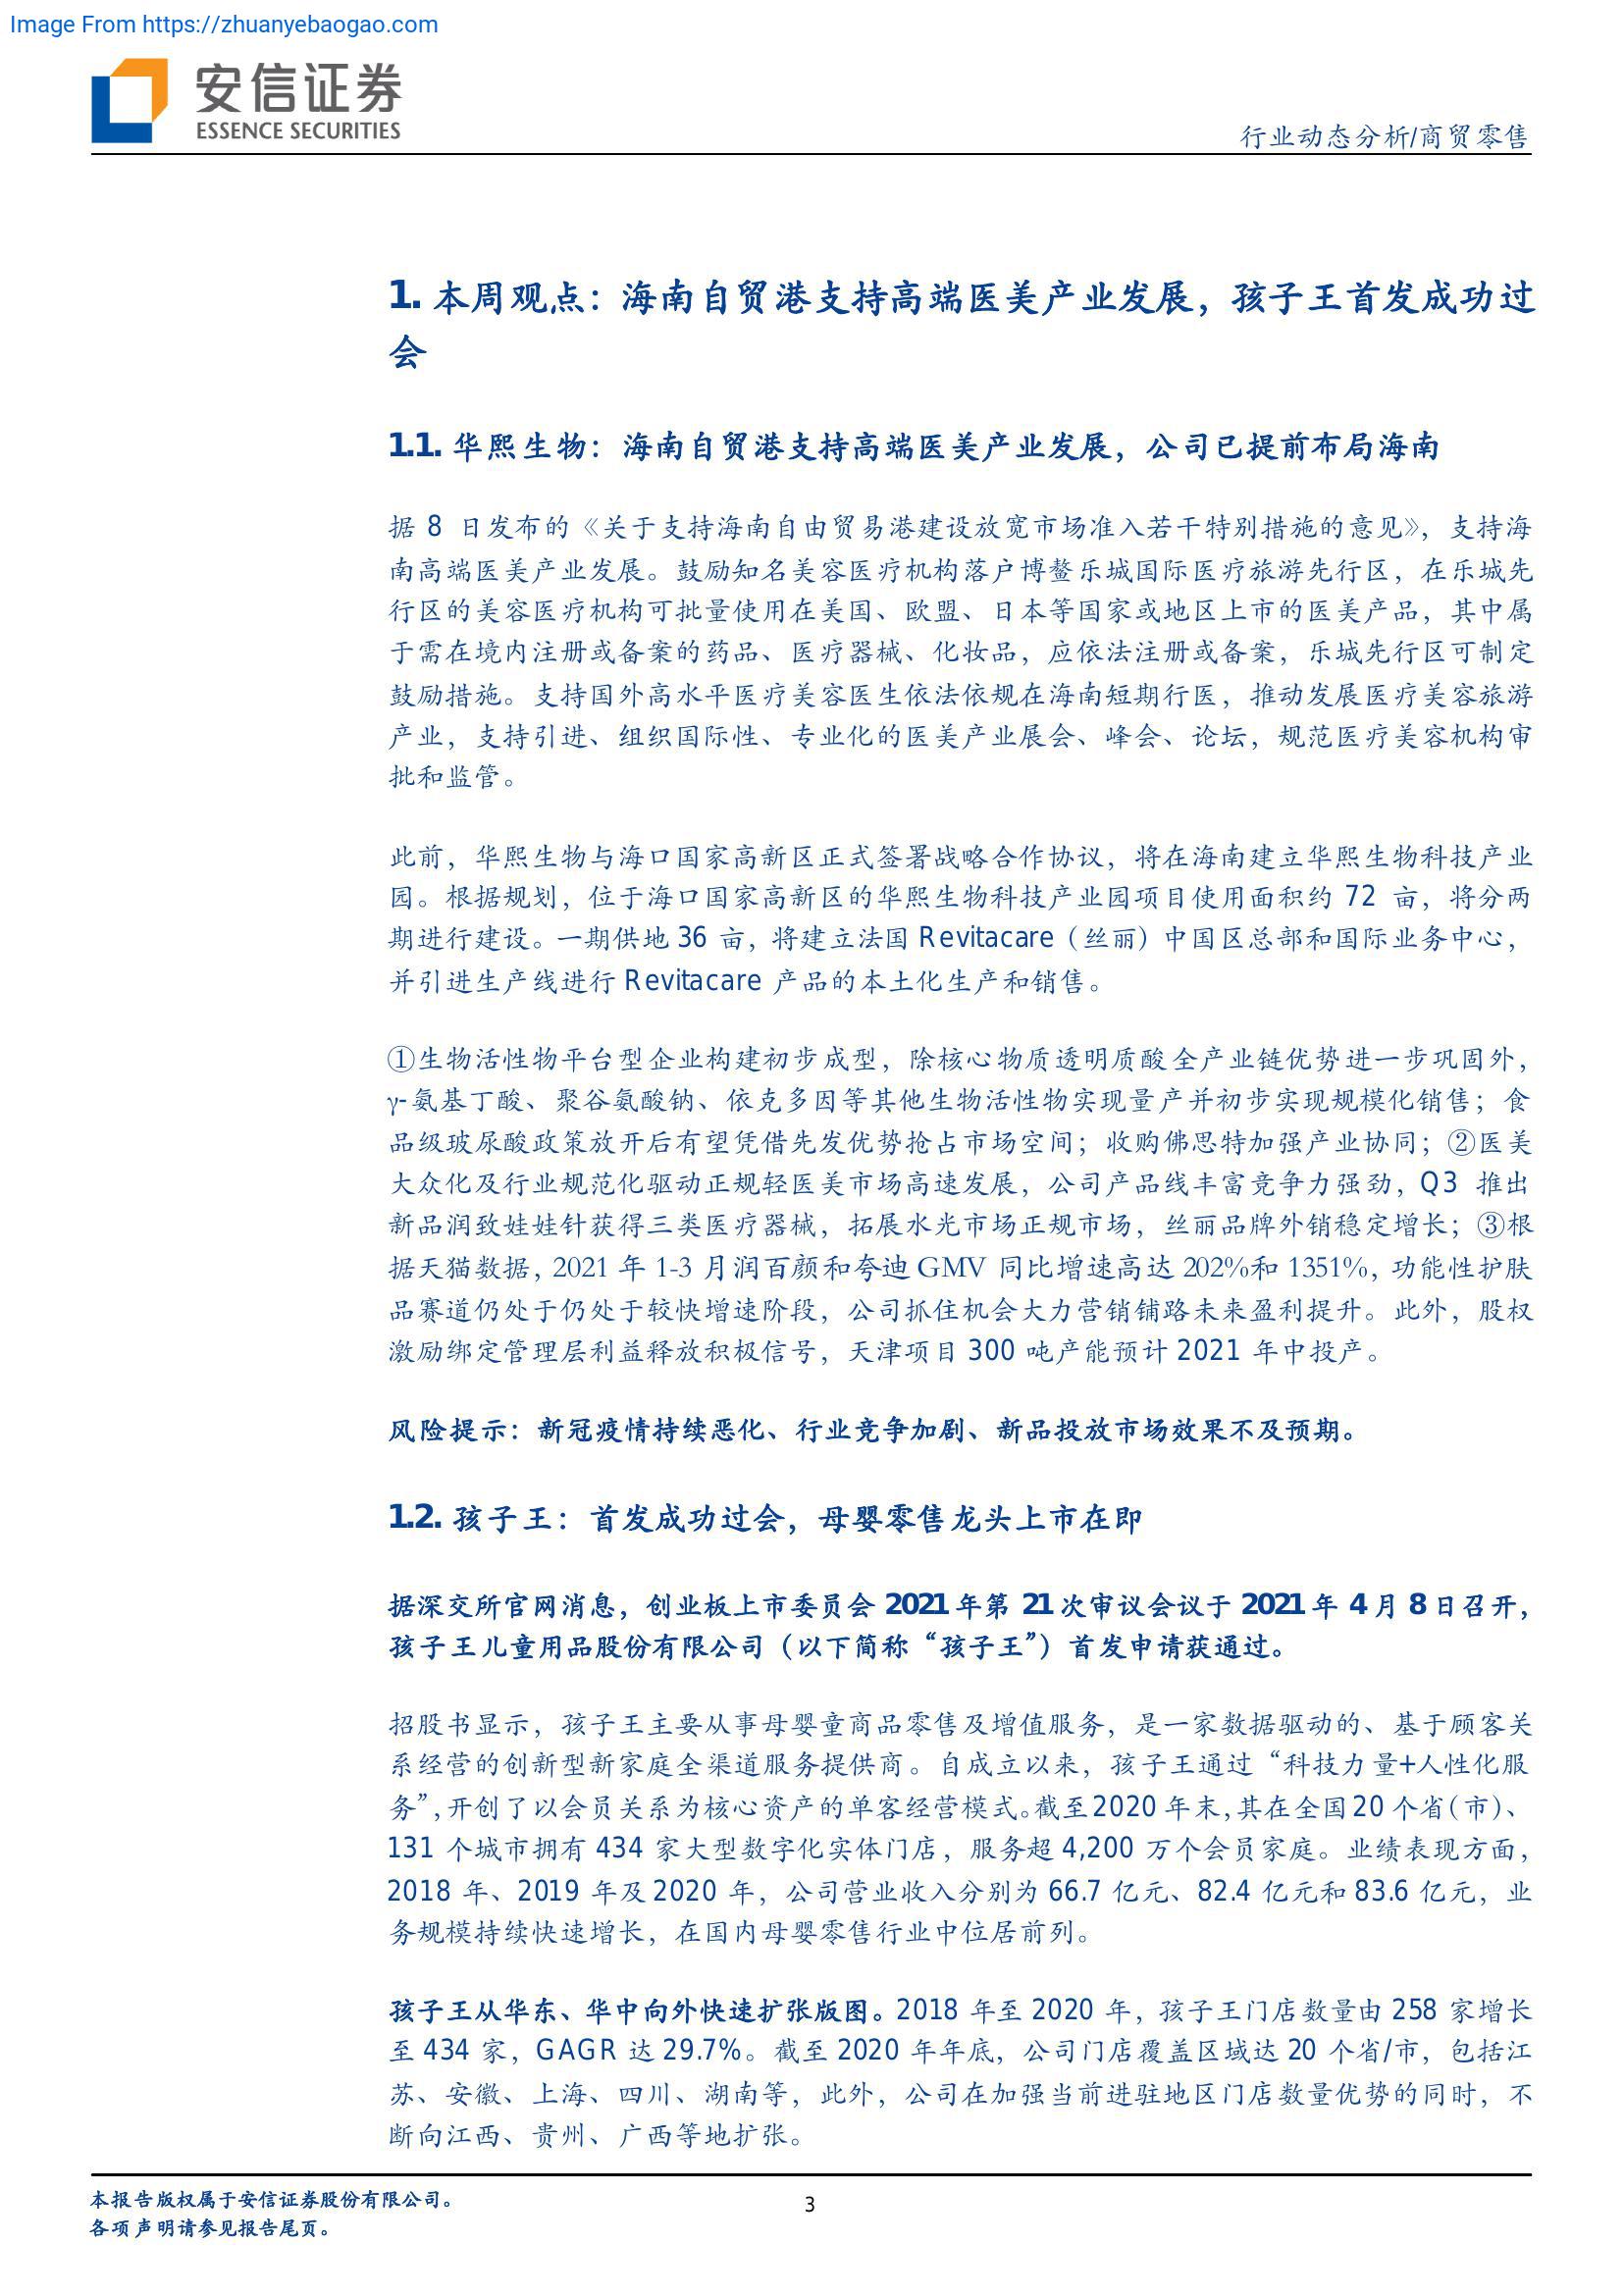 Image From https://zhuanyebaogao.com
安信证券
ESSENCE SECURITIES
行业动态分析/商贸零售
1. 本周观点：海南自贸港支持高端医美产业发展，孩子王首发成功过
会
1.1. 华熙生物：海南自贸港支持高端医美产业发展，公司已提前布局海南
据 8 日发布的《关于支持海南自由贸易港建设放宽市场准入若干特别措施的意见》，支持海
南高端医美产业发展。鼓励知名美容医疗机构落户博鳌乐城国际医疗旅游先行区，在乐城先
行区的美容医疗机构可批量使用在美国、欧盟、日本等国家或地区上市的医美产品，其中属
于需在境内注册或备案的药品、医疗器械、化妆品，应依法注册或备案，乐城先行区可制定
鼓励措施。支持国外高水平医疗美容医生依法依规在海南短期行医，推动发展医疗美容旅游
产业，支持引进、组织国际性、专业化的医美产业展会、峰会、论坛，规范医疗美容机构审
批和监管。
此前，华熙生物与海口国家高新区正式签署战略合作协议，将在海南建立华熙生物科技产业
园。根据规划，位于海口国家高新区的华熙生物科技产业园项目使用面积约 72 亩，将分两
期进行建设。一期供地 36 亩，将建立法国 Revitacare（丝丽）中国区总部和国际业务中心，
并引进生产线进行 Revitacare 产品的本土化生产和销售。
①生物活性物平台型企业构建初步成型，除核心物质透明质酸全产业链优势进一步巩固外，
γ-氨基丁酸、聚谷氨酸钠、依克多因等其他生物活性物实现量产并初步实现规模化销售；食
品级玻尿酸政策放开后有望凭借先发优势抢占市场空间；收购佛思特加强产业协同；②医美
大众化及行业规范化驱动正规轻医美市场高速发展，公司产品线丰富竞争力强劲，Q3 推出
新品润致娃娃针获得三类医疗器械，拓展水光市场正规市场，丝丽品牌外销稳定增长；③根
据天猫数据，2021 年 1-3 月润百颜和夸迪 GMV 同比增速高达 202%和 1351%，功能性护肤
品赛道仍处于仍处于较快增速阶段，公司抓住机会大力营销铺路未来盈利提升。此外，股权
激励绑定管理层利益释放积极信号，天津项目 300 吨产能预计 2021 年中投产。
风险提示：新冠疫情持续恶化、行业竞争加剧、新品投放市场效果不及预期。
1.2. 孩子王：首发成功过会，母婴零售龙头上市在即
据深交所官网消息，创业板上市委员会 2021 年第 21 次审议会议于 2021 年 4 月 8 日召开，
孩子王儿童用品股份有限公司（以下简称“孩子王”）首发申请获通过。
招股书显示，孩子王主要从事母婴童商品零售及增值服务，是一家数据驱动的、基于顾客关
系经营的创新型新家庭全渠道服务提供商。自成立以来，孩子王通过“科技力量+人性化服
务”，开创了以会员关系为核心资产的单客经营模式。截至 2020 年末，其在全国 20 个省（市）、
131 个城市拥有 434 家大型数字化实体门店，服务超 4,200 万个会员家庭。业绩表现方面，
2018 年、2019 年及 2020 年，公司营业收入分别为 66.7 亿元、82.4 亿元和 83.6 亿元，业
务规模持续快速增长，在国内母婴零售行业中位居前列。
孩子王从华东、华中向外快速扩张版图。2018 年至 2020 年，孩子王门店数量由 258 家增长
至 434 家，GAGR 达 29.7%。截至 2020 年年底，公司门店覆盖区域达 20 个省/市，包括江
苏、安徽、上海、四川、湖南等，此外，公司在加强当前进驻地区门店数量优势的同时，不
断向江西、贵州、广西等地扩张。
本报告版权属于安信证券股份有限公司。
各项声明请参见报告尾页。
3